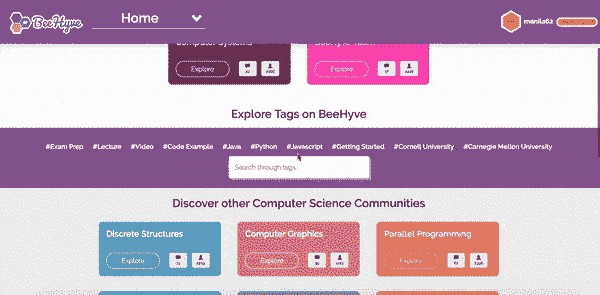 BeeHyve
Home
manila62
Computer Systems
Explore
Explore
Explore Tags on BeeHyve
#Exam Prep #Lecture #Video #Code Example #Java #Python #Javascript #Getting Started #Cornell University #Carnegie Mellon University
Search through tags.
Discover other Computer Science Communities
Discrete Structures
Computer Graphics
Parallel Programming
Explore
Explore
Explore